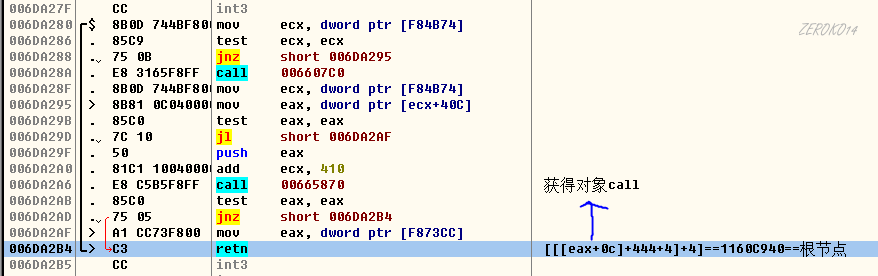 006DA27F CC int3
006DA280 $ 8B0D 744BF800 mov ecx, dword ptr [F84B74]
ZEROKO14
006DA286 . 85C9 test ecx, ecx
006DA288 . 75 0B jnz short 006DA295
006DA28A . E8 3165F8FF call 006607C0
006DA28F . 8B0D 744BF800 mov ecx, dword ptr [F84B74]
006DA295 > 8B81 0C040000 mov eax, dword ptr [ecx+40C]
006DA29B . 85C0 test eax, eax
006DA29D . 7C 10 jl short 006DA2AF
006DA29F . 50 push eax
006DA2A0 . 81C1 10040000 add ecx, 410
006DA2A6 . E8 C5B5F8FF call 00665870 获得对象call
006DA2AB . 85C0 test eax, eax
006DA2AD . 75 05 jnz short 006DA2B4
006DA2AF > A1 CC73F800 mov eax, dword ptr [F873CC]
006DA2B4 > C3 retn [[[eax+0c]+444+4]+4]==1160C940==根节点
006DA2B5 CC int3